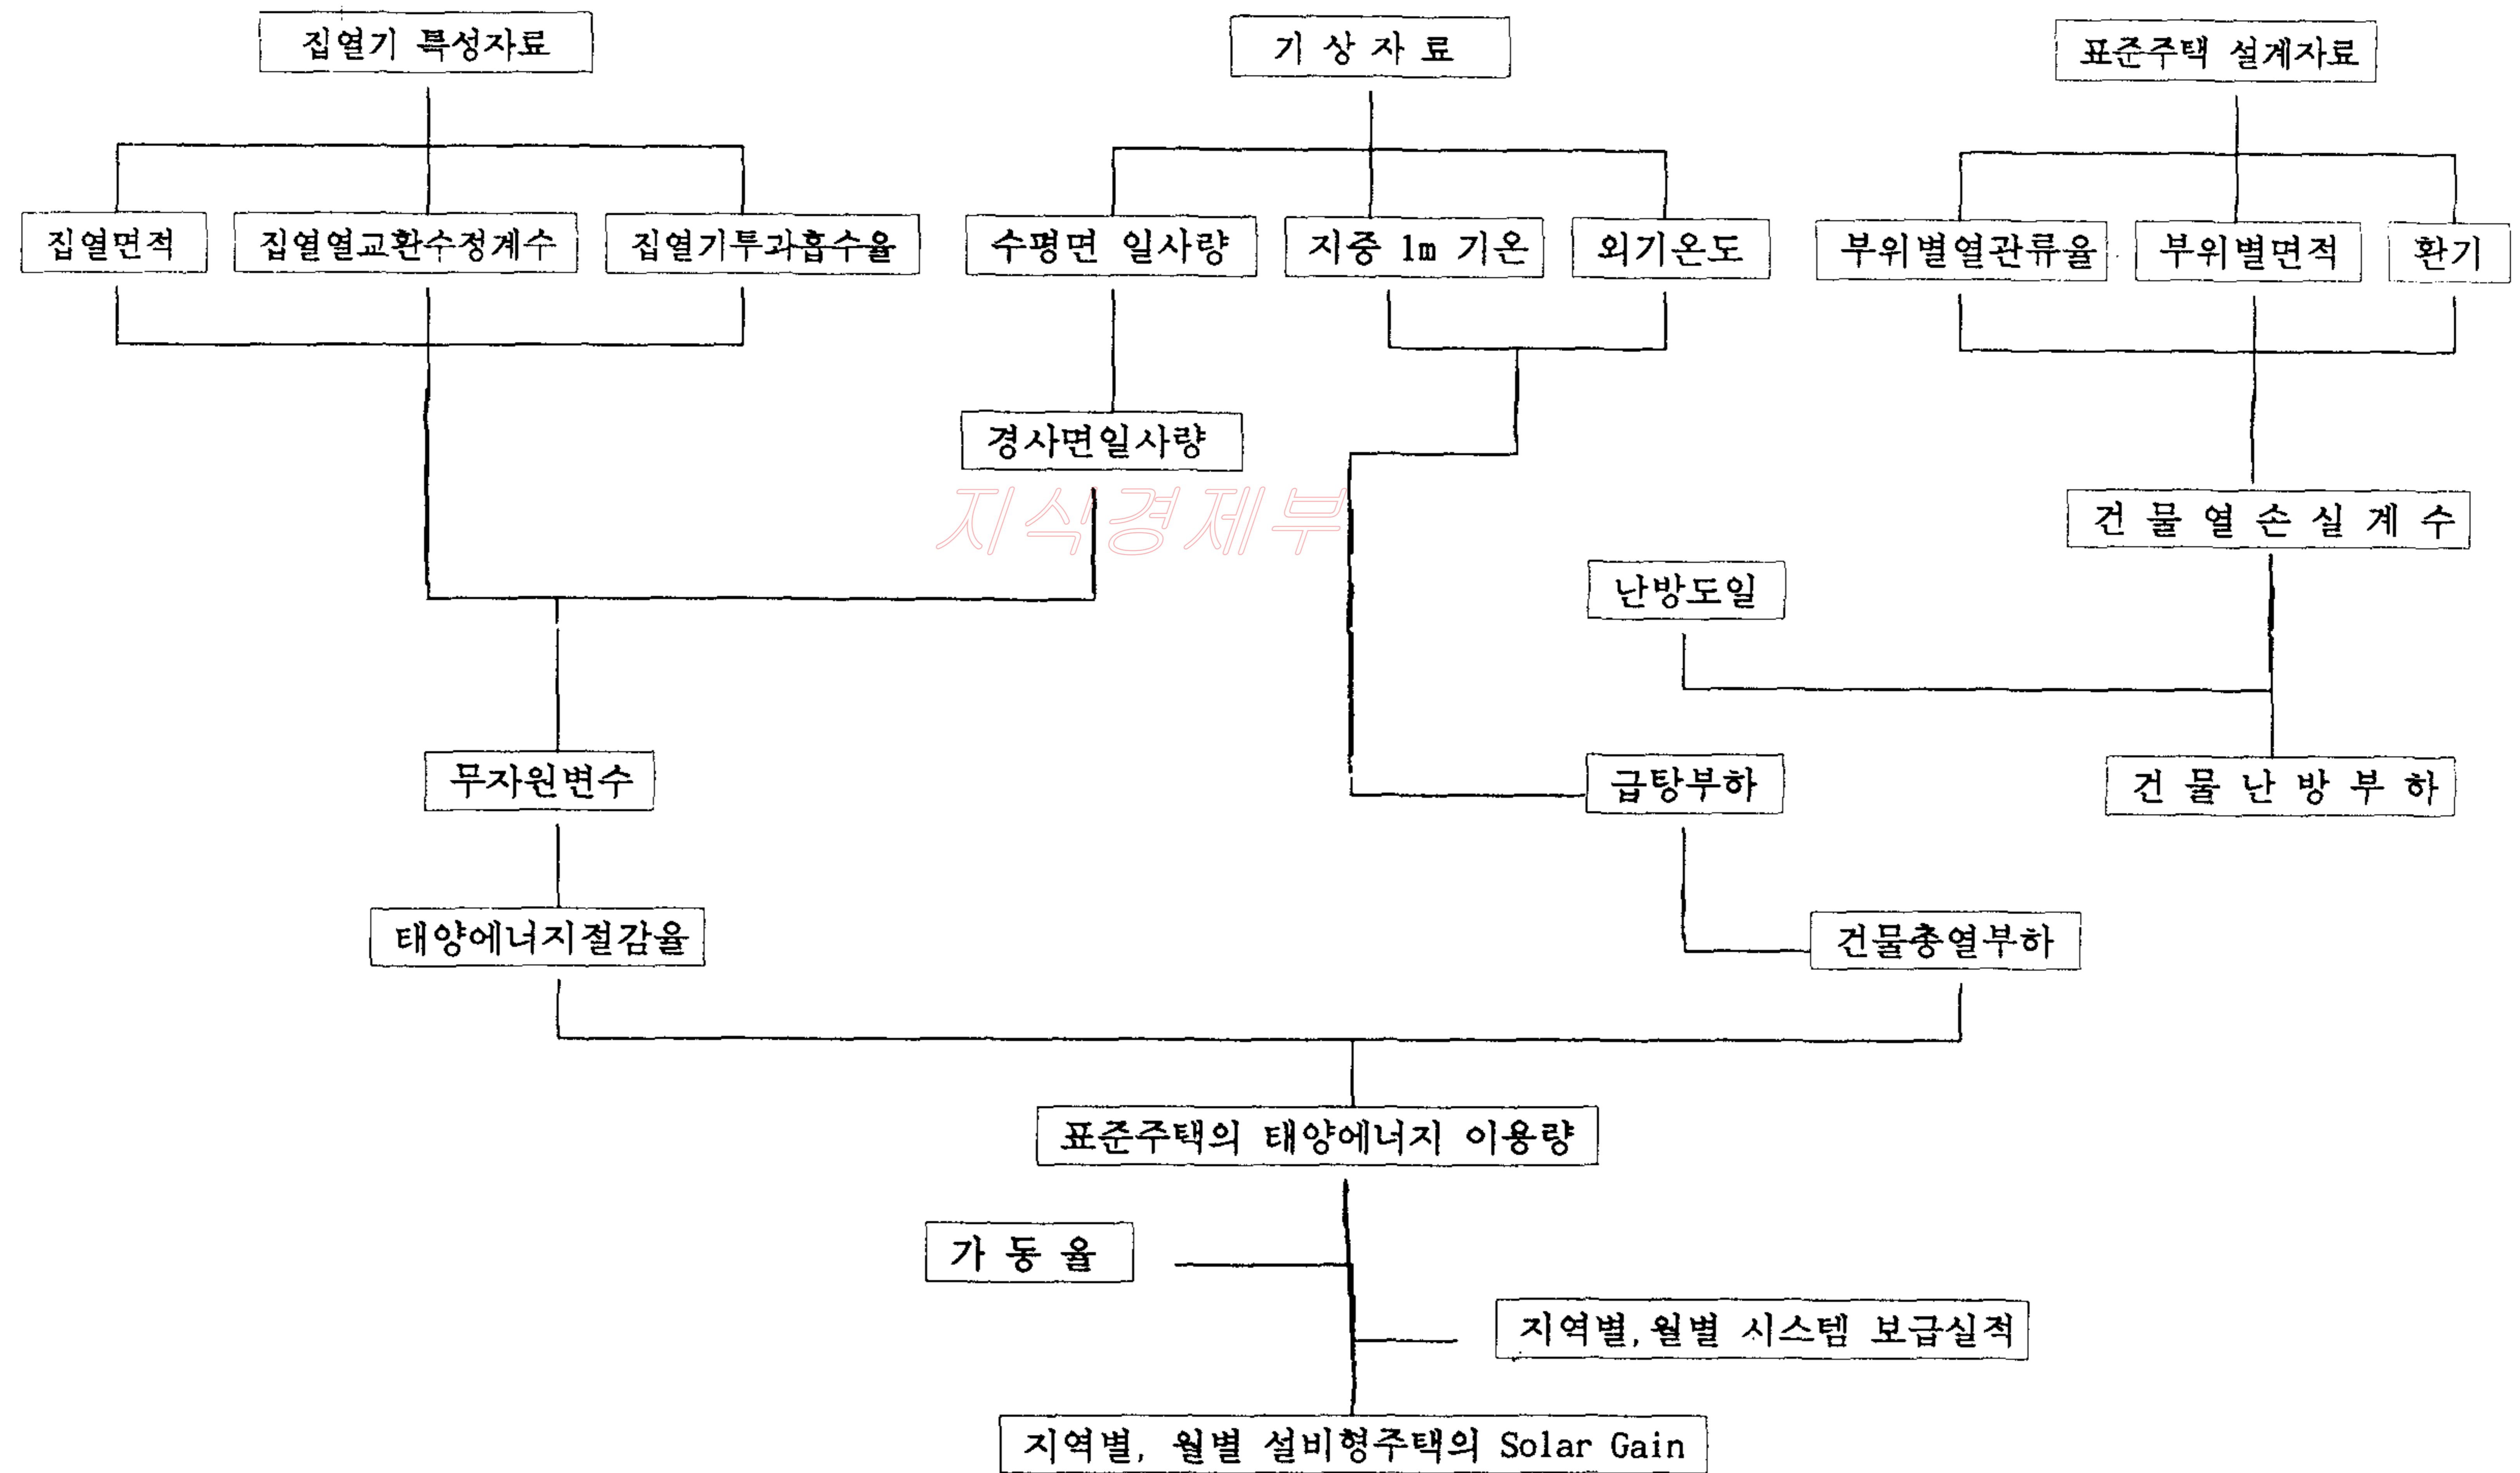 집열기 특성자료
기 상 자 료
표준주택 설계자료
집열면적
집열열교환수정계수
집열기투과흡수율
수평면 일사량
지중 1m 기온
외기온도
부위별열관류율
부위별면적
환기
경사면일사량
지식경제부
건 물 열 손 실 계 수
난방도일
무자원변수
급탕부하
건 물 난 방 부 하
태양에너지절감율
건물총열부하
표준주택의 태양에너지 이용량
가 동 율
지역별, 월별 시스템 보급실적
지역별, 월별 설비형주택의 Solar Gain